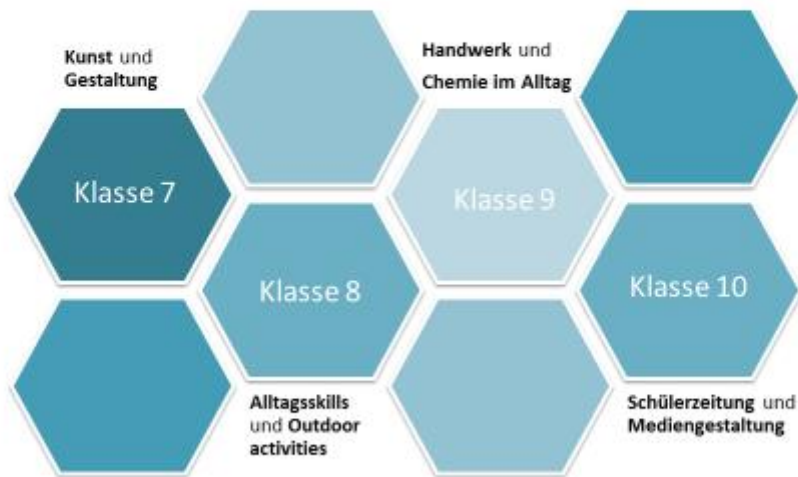 Kunst und
Gestaltung
Handwerk und
Chemie im Alltag
Klasse 7
Klasse 9
Klasse 8
Klasse 10
Alltagsskills
und Outdoor
activities
Schülerzeitung und
Mediengestaltung